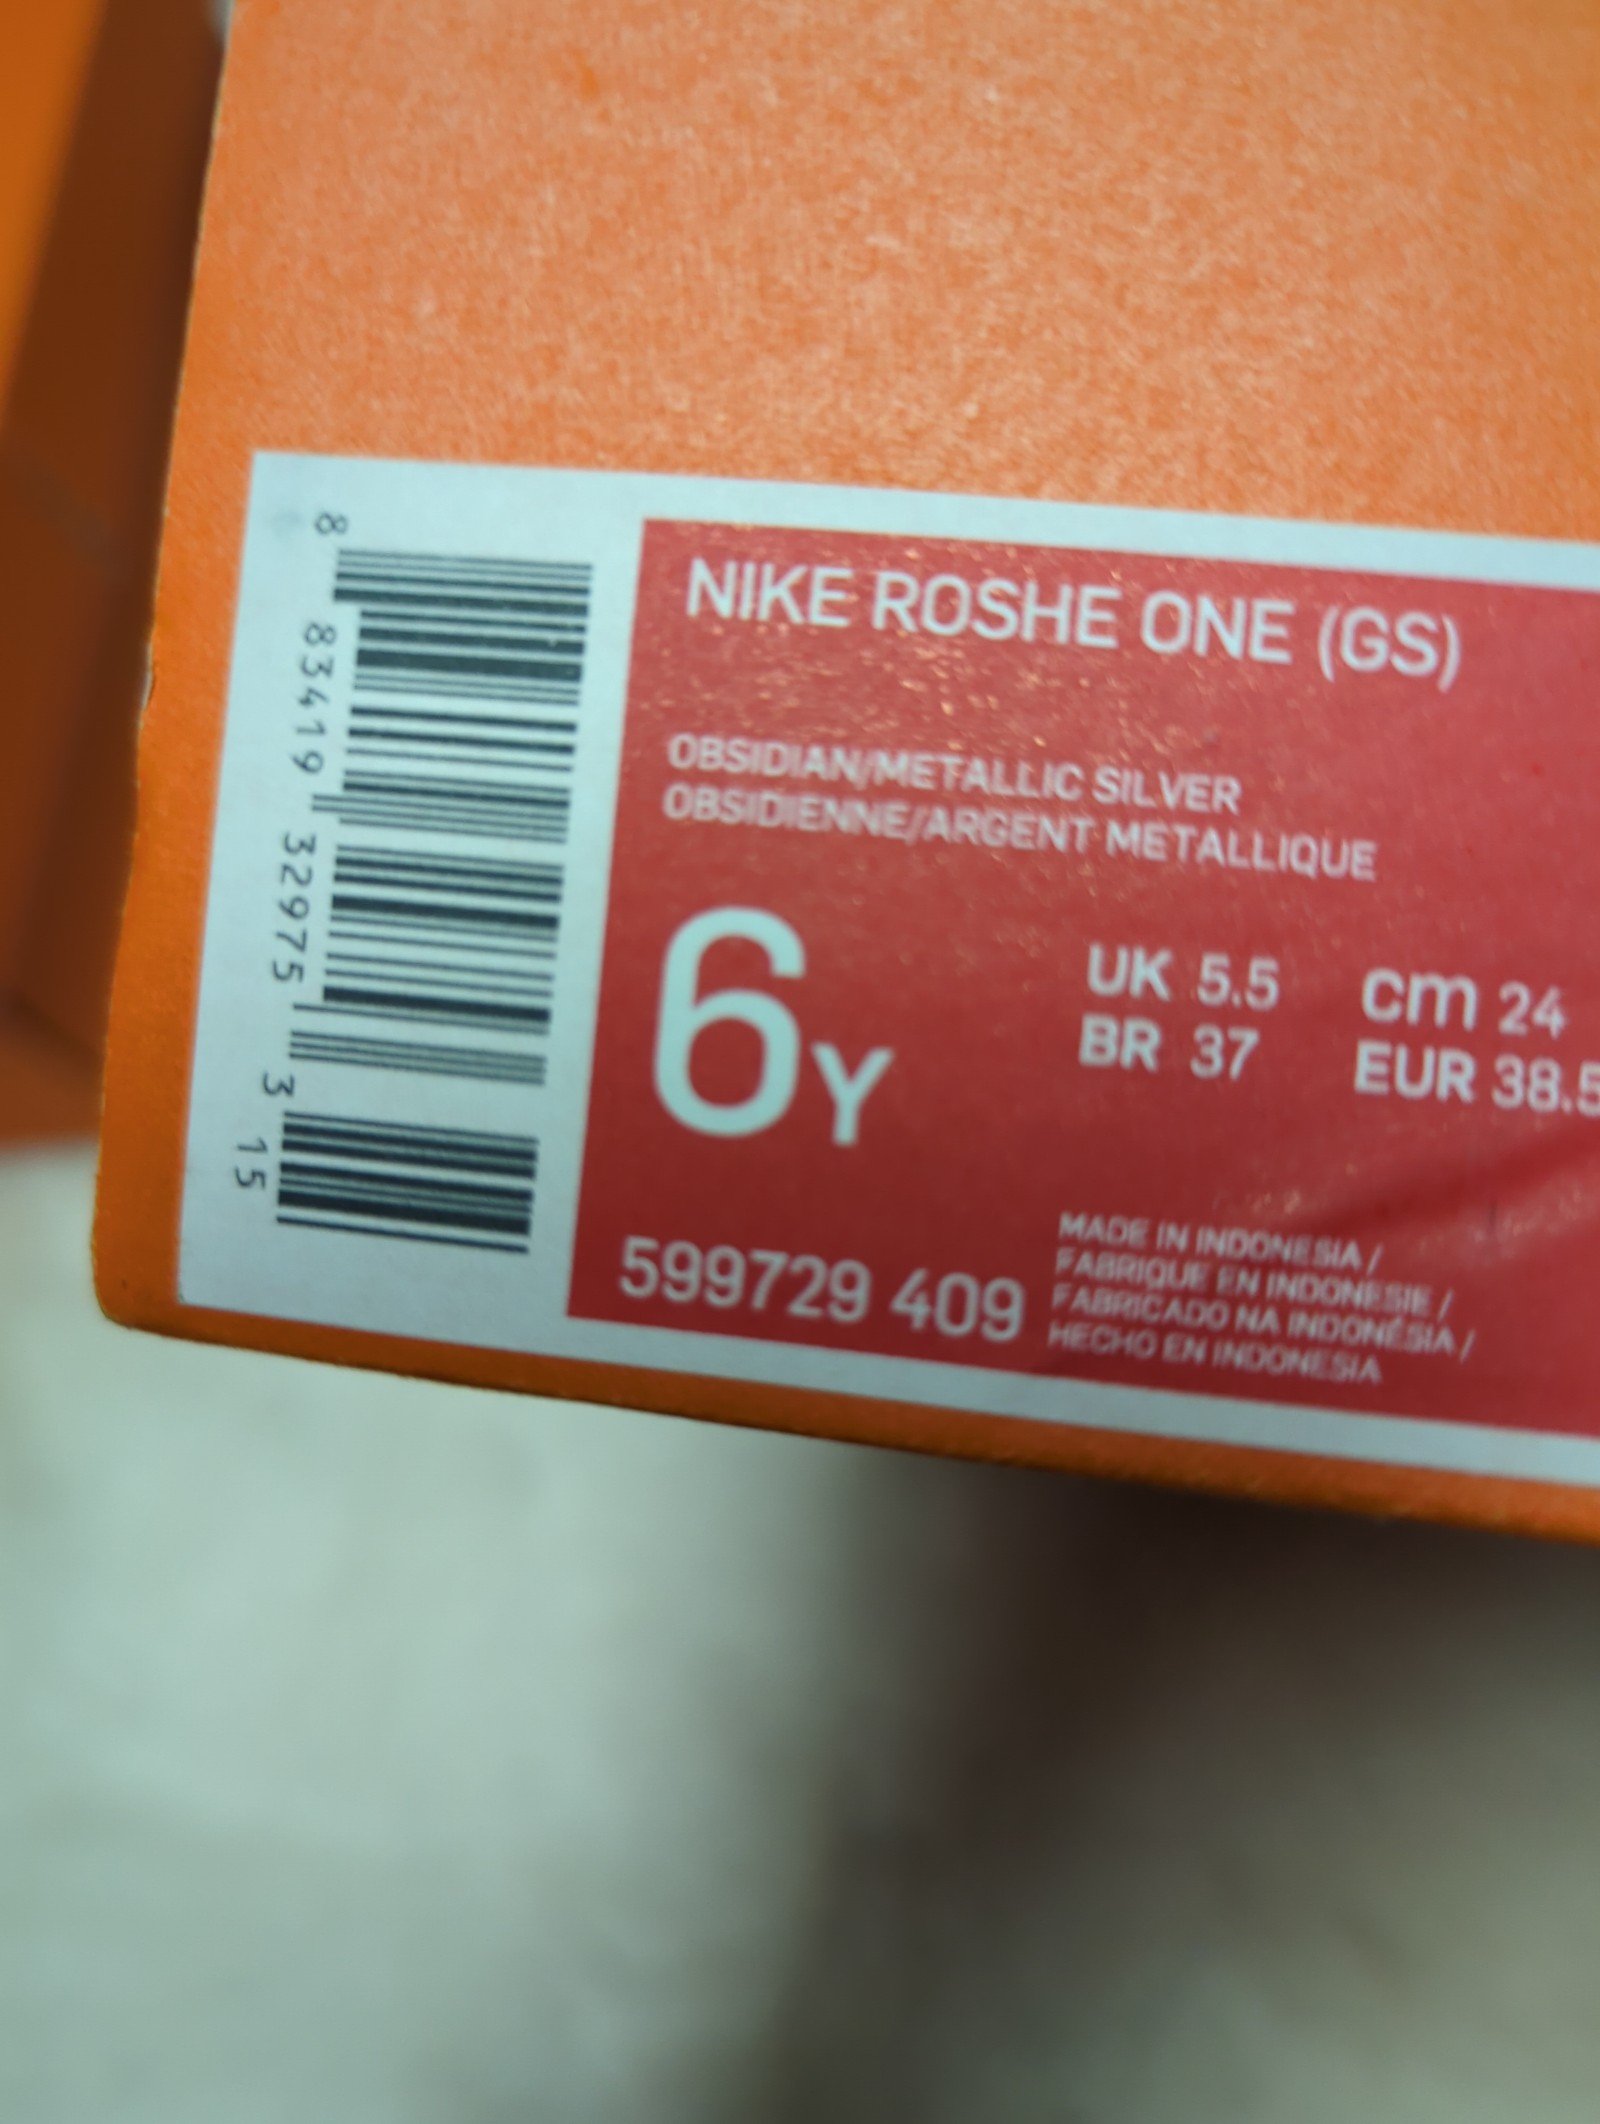 8 83419 32975 3 15
NIKE ROSHE ONE (GS)
OBSIDIAN/METALLIC SILVER
OBSIDIENNE/ARGENT METALLIQUE
6Y
UK 5.5 cm 24
BR 37 EUR 38.5
599729 409
MADE IN INDONESIA /
FABRIQUE EN INDONESIE /
FABRICADO NA INDONÉSIA /
HECHO EN INDONESIA